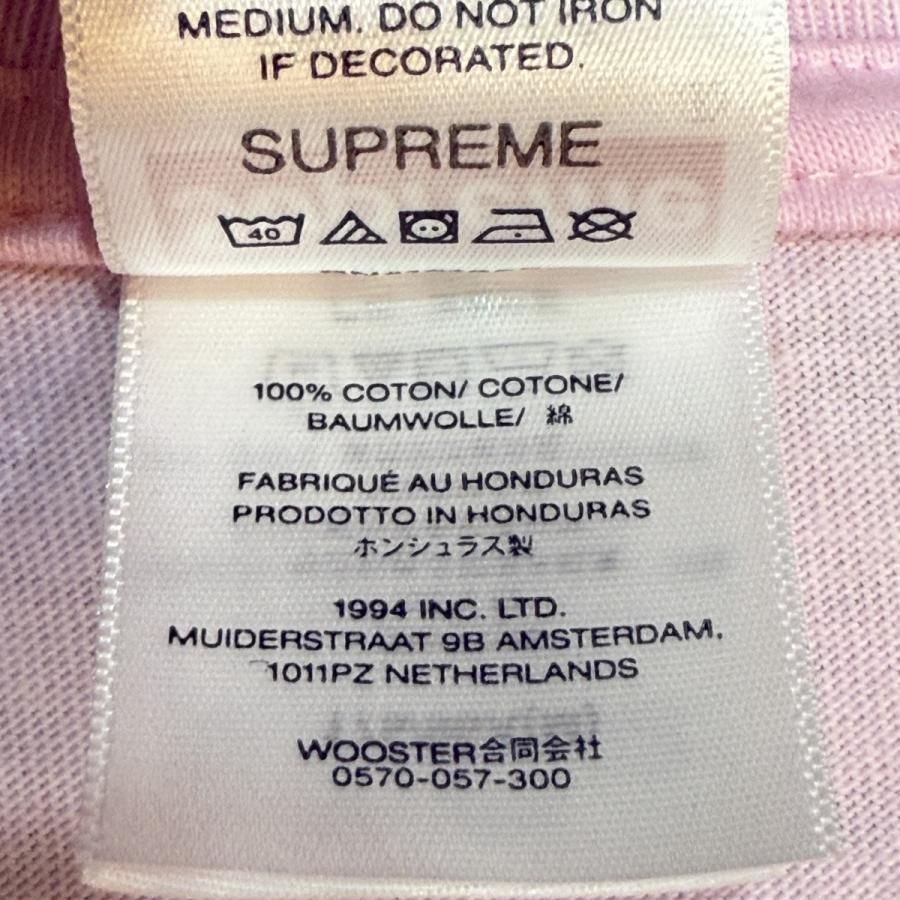 MEDIUM. DO NOT IRON
IF DECORATED.
SUPREME
40
100% COTON/ COTONE/
BAUMWOLLE/ 綿
FABRIQUÉ AU HONDURAS
PRODOTTO IN HONDURAS
ホンジュラス製
1994 INC. LTD.
MUIDERSTRAAT 9B AMSTERDAM,
1011PZ NETHERLANDS
WOOSTER合同会社
0570-057-300